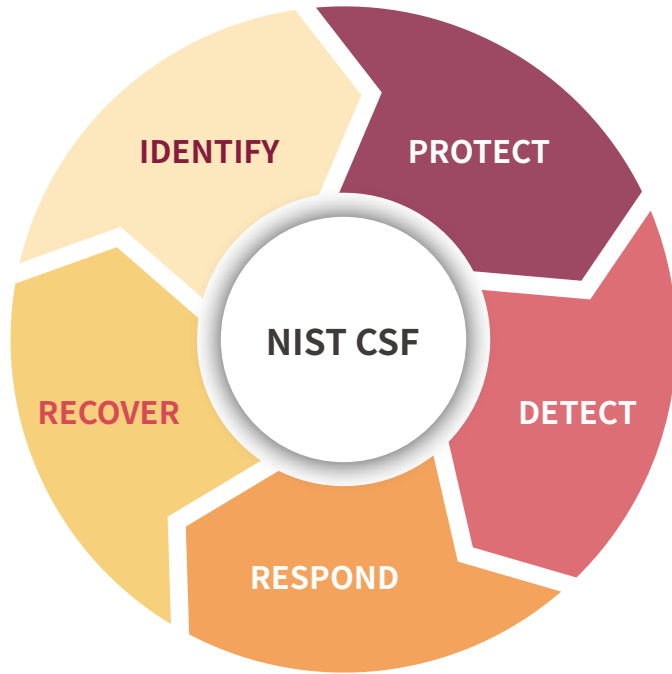 IDENTIFY
PROTECT
NIST CSF
RECOVER
DETECT
RESPOND